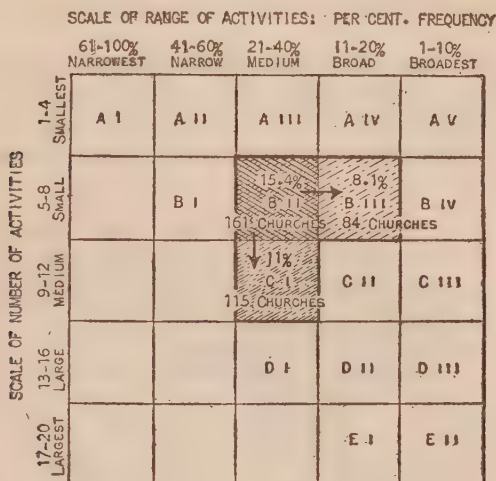 SCALE OF RANGE OF ACTIVITIES: PER CENT. FREQUENCY
61-100% 41-60% 21-40% 11-20% 1-10%
NARROWEST NARROW MEDIUM BROAD BROADEST
SCALE OF NUMBER OF ACTIVITIES
1-4
SMALLEST
A I A II A III A IV A V
5-8
SMALL
15.4% 8.1%
B I B II B III B IV
161 CHURCHES 84 CHURCHES
9-12
MEDIUM
11%
C I C II C III
115 CHURCHES
13-16
LARGE
D I D II D III
17-20
LARGEST
E I E II